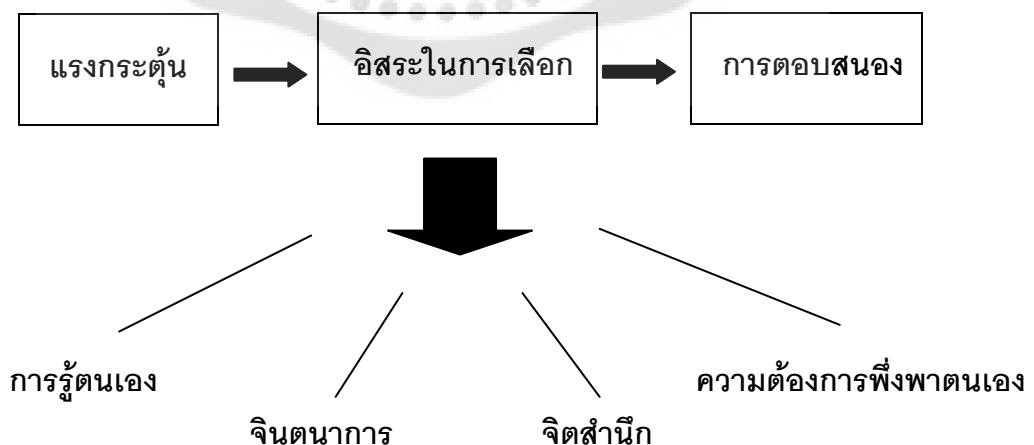 แรงกระตุ้น
อิสระในการเลือก
การตอบสนอง
การรู้ตนเอง
ความต้องการพึ่งพาตนเอง
จินตนาการ
จิตสำนึก